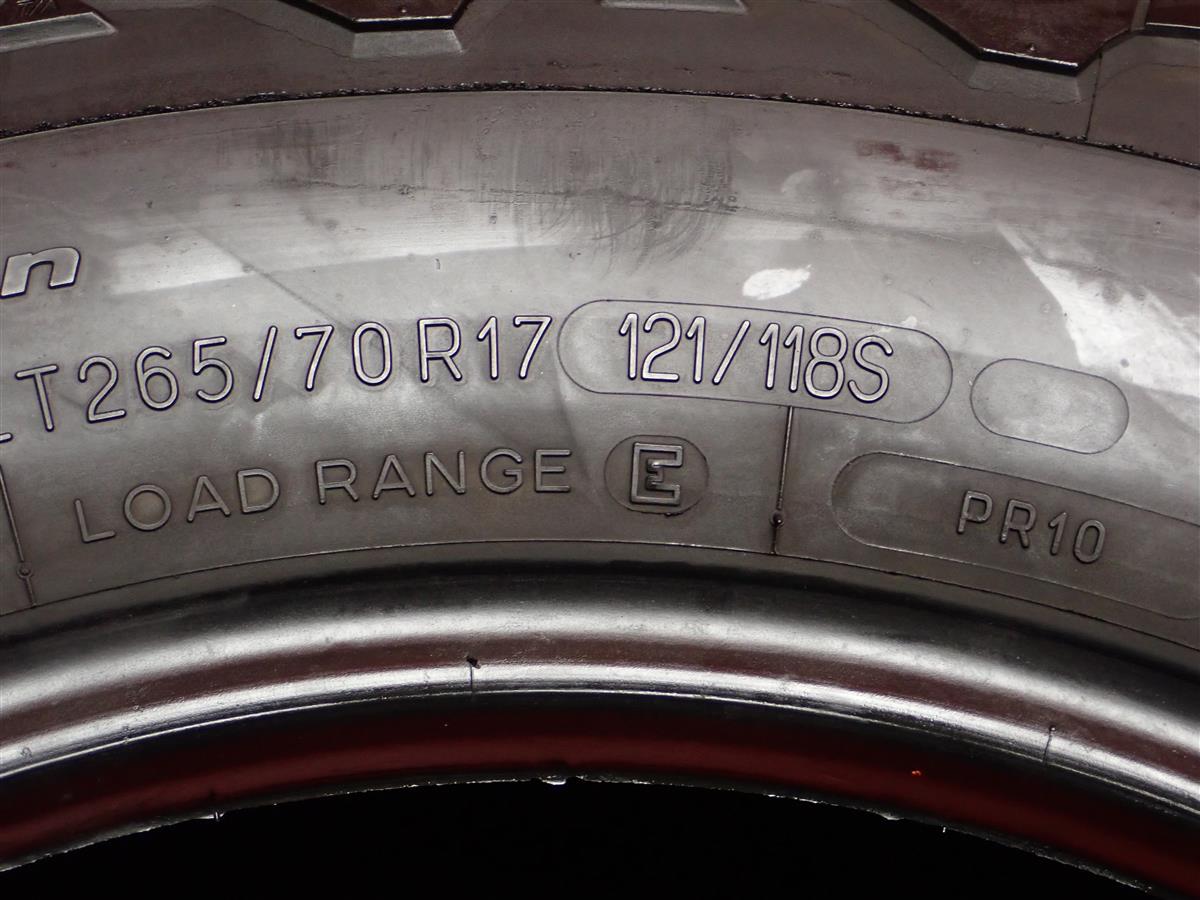 n
LT265/70R17 121/118S
LOAD RANGE E
PR10